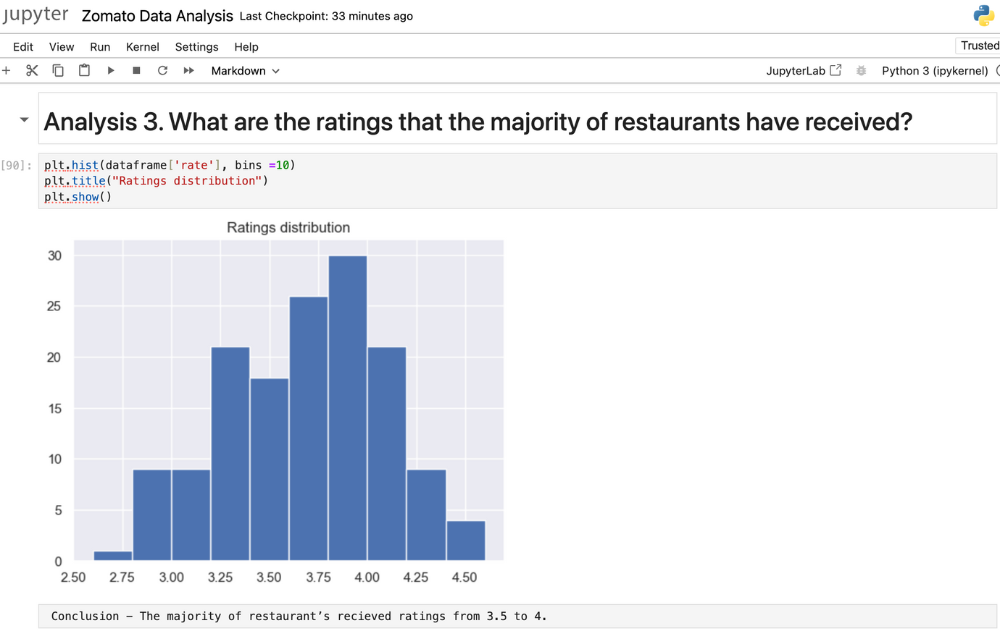 jupyter Zomato Data Analysis Last Checkpoint: 33 minutes ago
Edit View Run Kernel Settings Help Trusted
Markdown JupyterLab Python 3 (ipykernel)
Analysis 3. What are the ratings that the majority of restaurants have received?
[90]: plt.hist(dataframe['rate'], bins =10)
plt.title("Ratings distribution")
plt.show()
Ratings distribution
30
25
20
15
10
5
0
2.50 2.75 3.00 3.25 3.50 3.75 4.00 4.25 4.50
Conclusion – The majority of restaurant’s recieved ratings from 3.5 to 4.